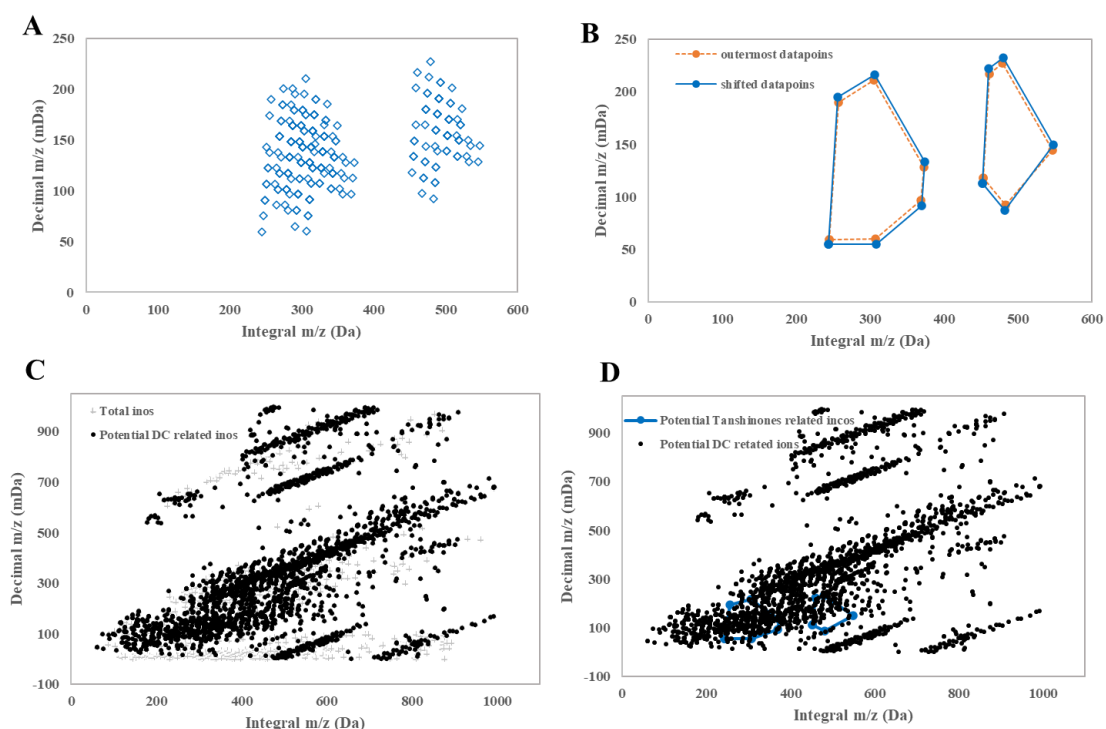 A
250
200
150
100
50
0
0 100 200 300 400 500 600
Decimal m/z (mDa)
Integral m/z (Da)
B
250
200
150
100
50
0
0 100 200 300 400 500 600
Decimal m/z (mDa)
Integral m/z (Da)
outermost datapoins
shifted datapoins
C
900
700
500
300
100
-100
0 200 400 600 800 1000
Decimal m/z (mDa)
Integral m/z (Da)
Total inos
Potential DC related inos
D
900
700
500
300
100
-100
0 200 400 600 800 1000
Decimal m/z (mDa)
Integral m/z (Da)
Potential Tanshinones related incos
Potential DC retated ions